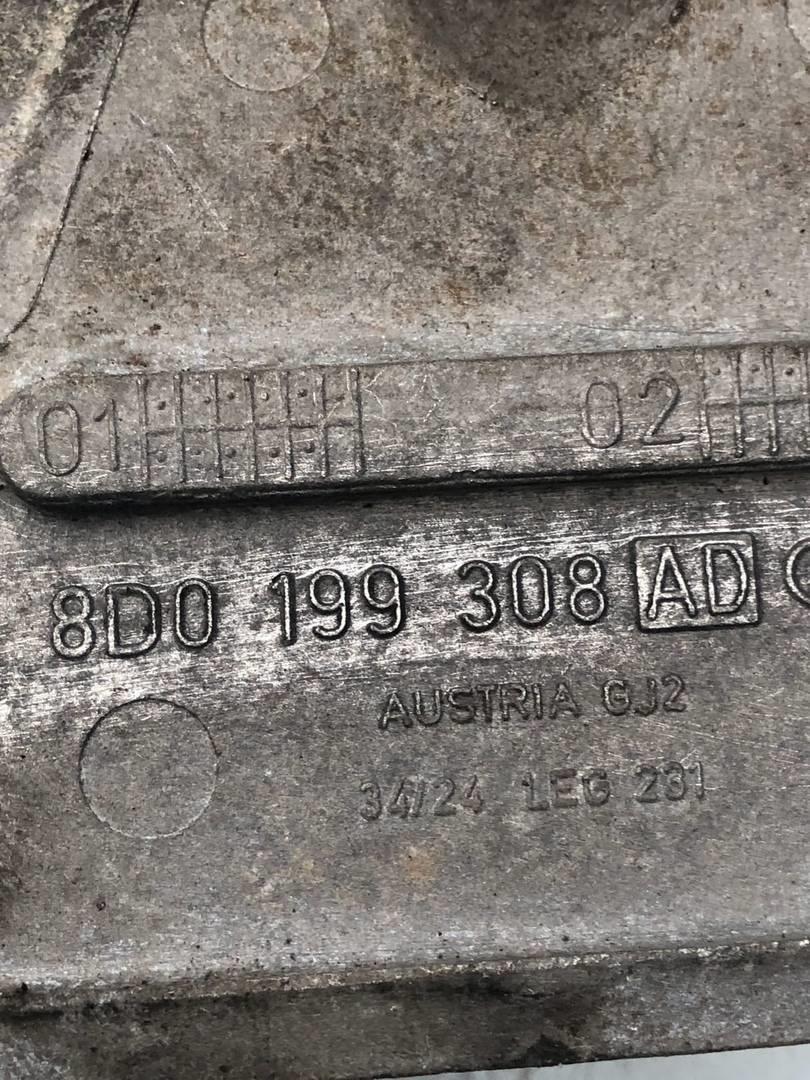 01 02
8D0 199 308 AD
AUSTRIA GJ2
34/24 LEG 231